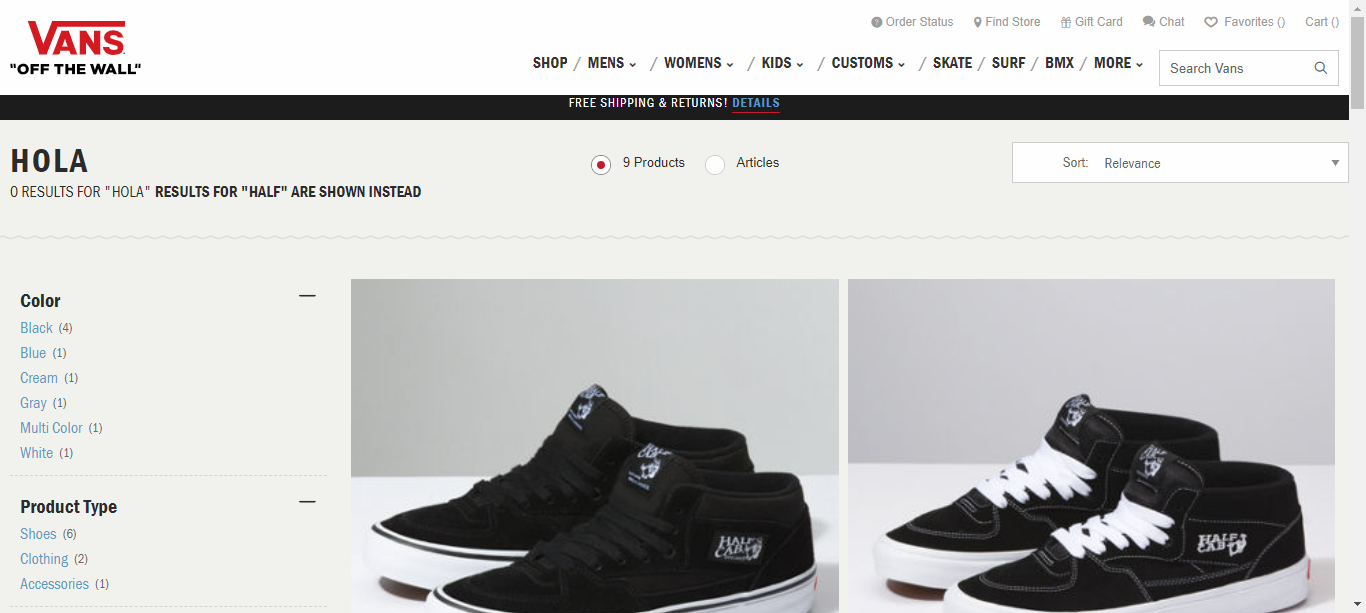 Order Status Find Store Gift Card Chat Favorites () Cart ()
VANS
"OFF THE WALL"
SHOP / MENS / WOMENS / KIDS / CUSTOMS / SKATE / SURF / BMX / MORE
Search Vans
FREE SHIPPING & RETURNS! DETAILS
HOLA
9 Products Articles
Sort: Relevance
0 RESULTS FOR "HOLA" RESULTS FOR "HALF" ARE SHOWN INSTEAD
Color
Black (4)
Blue (1)
Cream (1)
Gray (1)
Multi Color (1)
White (1)
Product Type
Shoes (6)
Clothing (2)
Accessories (1)
HALF
CAB
HALF
CAB